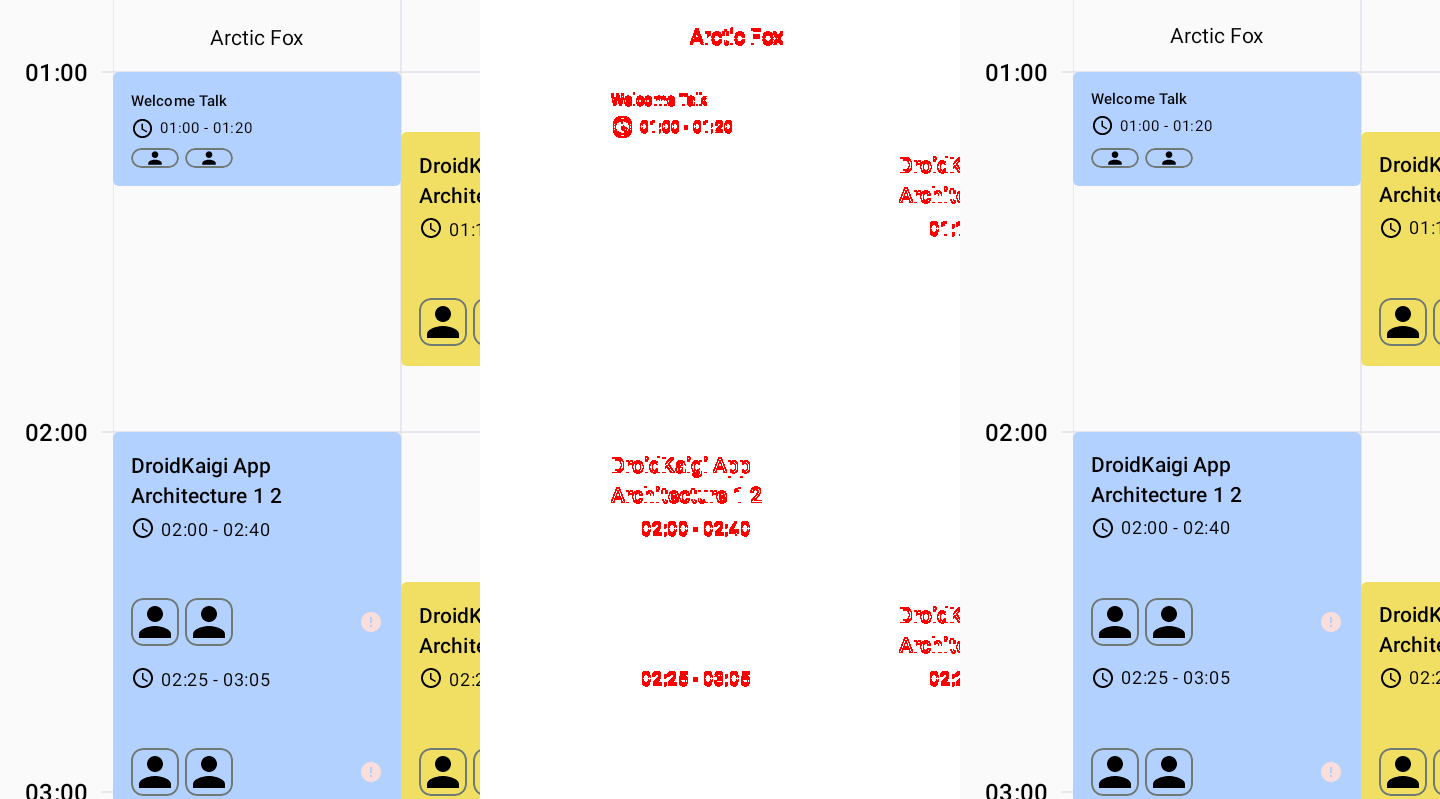 Arctic Fox
01:00
Welcome Talk
01:00 - 01:20
DroidK
Archite
01:1
02:00
DroidKaigi App
Architecture 1 2
02:00 - 02:40
!
DroidK
Archite
02:25 - 03:05
02:2
!
03:00
Arctic Fox
Welcome Talk
01:00 - 01:20
DroidK
Archite
01:1
DroidKaigi App
Architecture 1 2
02:00 - 02:40
DroidK
Archite
02:25 - 03:05
02:2
Arctic Fox
01:00
Welcome Talk
01:00 - 01:20
DroidK
Archite
01:1
02:00
DroidKaigi App
Architecture 1 2
02:00 - 02:40
!
DroidK
Archite
02:25 - 03:05
02:2
!
03:00